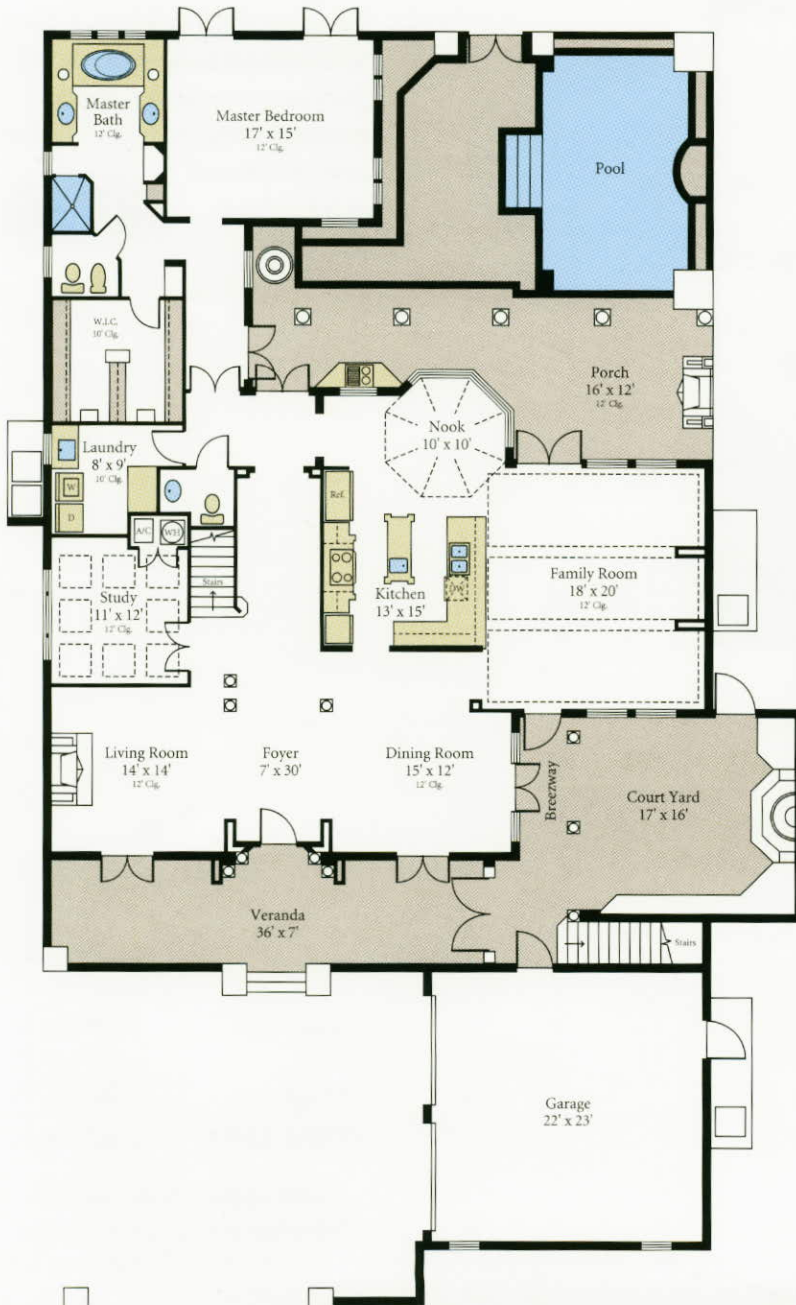 Master
Bath
12' Clg.
Master Bedroom
17' x 15'
12' Clg.
Pool
W.I.C.
10' Clg.
Porch
16' x 12'
12' Clg.
Nook
10' x 10'
Laundry
8' x 9'
10' Clg.
W
D
A/C
WH
Ref.
Stairs
Study
11' x 12'
12' Clg.
Kitchen
13' x 15'
DW
Family Room
18' x 20'
12' Clg.
Living Room
14' x 14'
12' Clg.
Foyer
7' x 30'
Dining Room
15' x 12'
12' Clg.
Breezway
Court Yard
17' x 16'
Veranda
36' x 7'
Stairs
Garage
22' x 23'